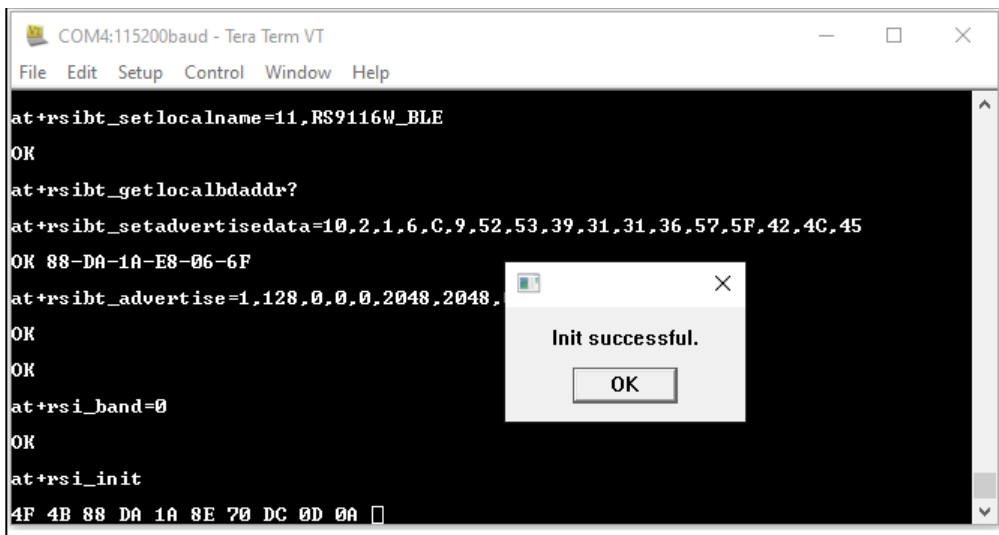 COM4:115200baud - Tera Term VT
File Edit Setup Control Window Help
at+rsibt_setlocalname=11,RS9116W_BLE
OK
at+rsibt_getlocalbdaddr?
at+rsibt_setadvertisedata=10,2,1,6,C,9,52,53,39,31,31,36,57,5F,42,4C,45
OK 88-DA-1A-E8-06-6F
at+rsibt_advertise=1,128,0,0,0,2048,2048,
OK
OK
at+rsi_band=0
OK
at+rsi_init
4F 4B 88 DA 1A 8E 70 DC 0D 0A
Init successful.
OK